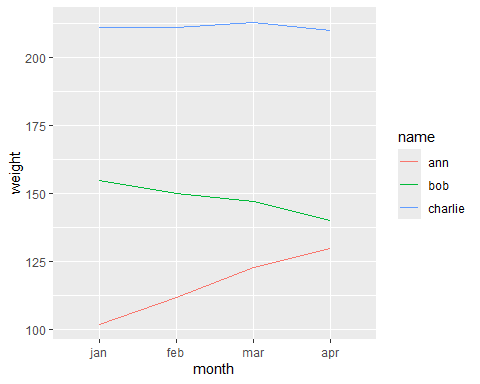 200
175
150
125
100
weight
jan feb mar apr
month
name
ann
bob
charlie